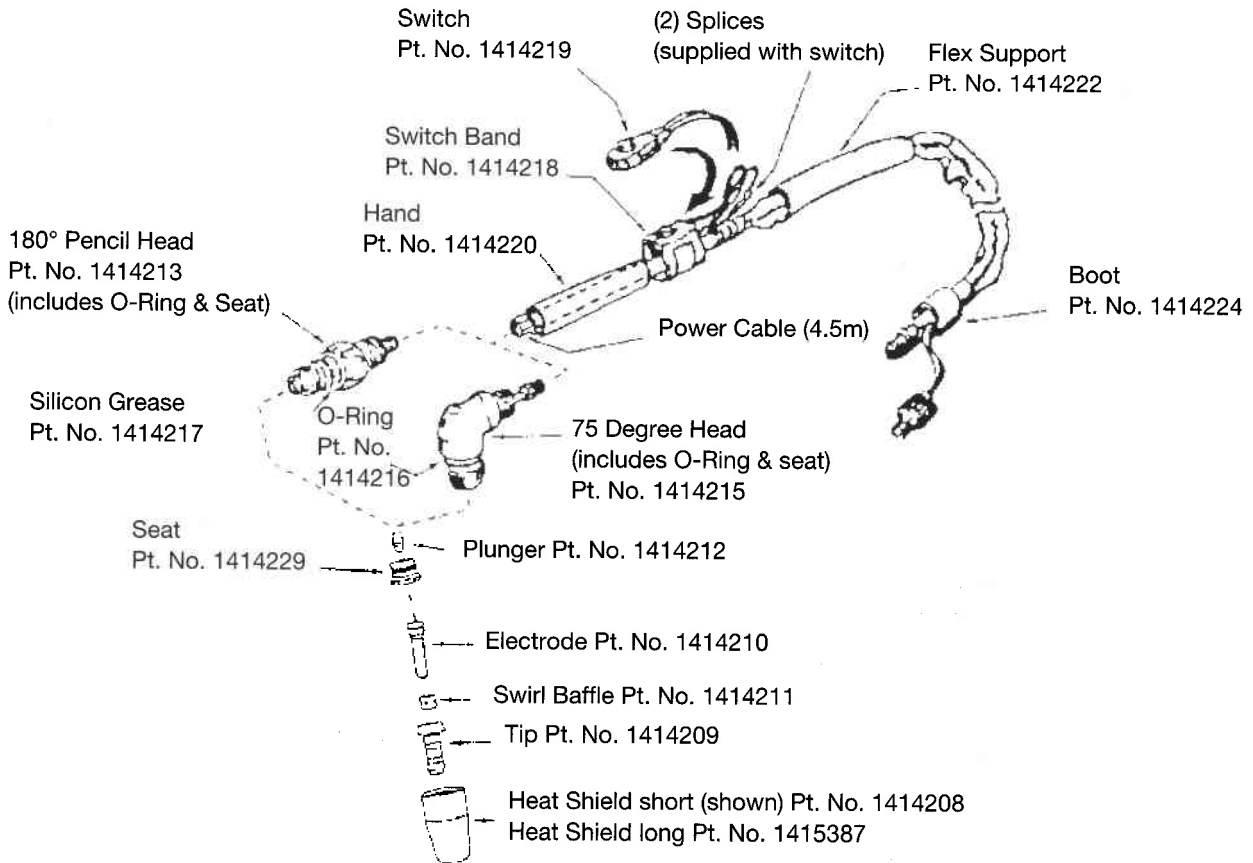 Switch
Pt. No. 1414219
(2) Splices
(supplied with switch)
Flex Support
Pt. No. 1414222
Switch Band
Pt. No. 1414218
Hand
Pt. No. 1414220
180° Pencil Head
Pt. No. 1414213
(includes O-Ring & Seat)
Boot
Pt. No. 1414224
Power Cable (4.5m)
Silicon Grease
Pt. No. 1414217
O-Ring
Pt. No.
1414216
75 Degree Head
(includes O-Ring & seat)
Pt. No. 1414215
Seat
Pt. No. 1414229
Plunger Pt. No. 1414212
Electrode Pt. No. 1414210
Swirl Baffle Pt. No. 1414211
Tip Pt. No. 1414209
Heat Shield short (shown) Pt. No. 1414208
Heat Shield long Pt. No. 1415387